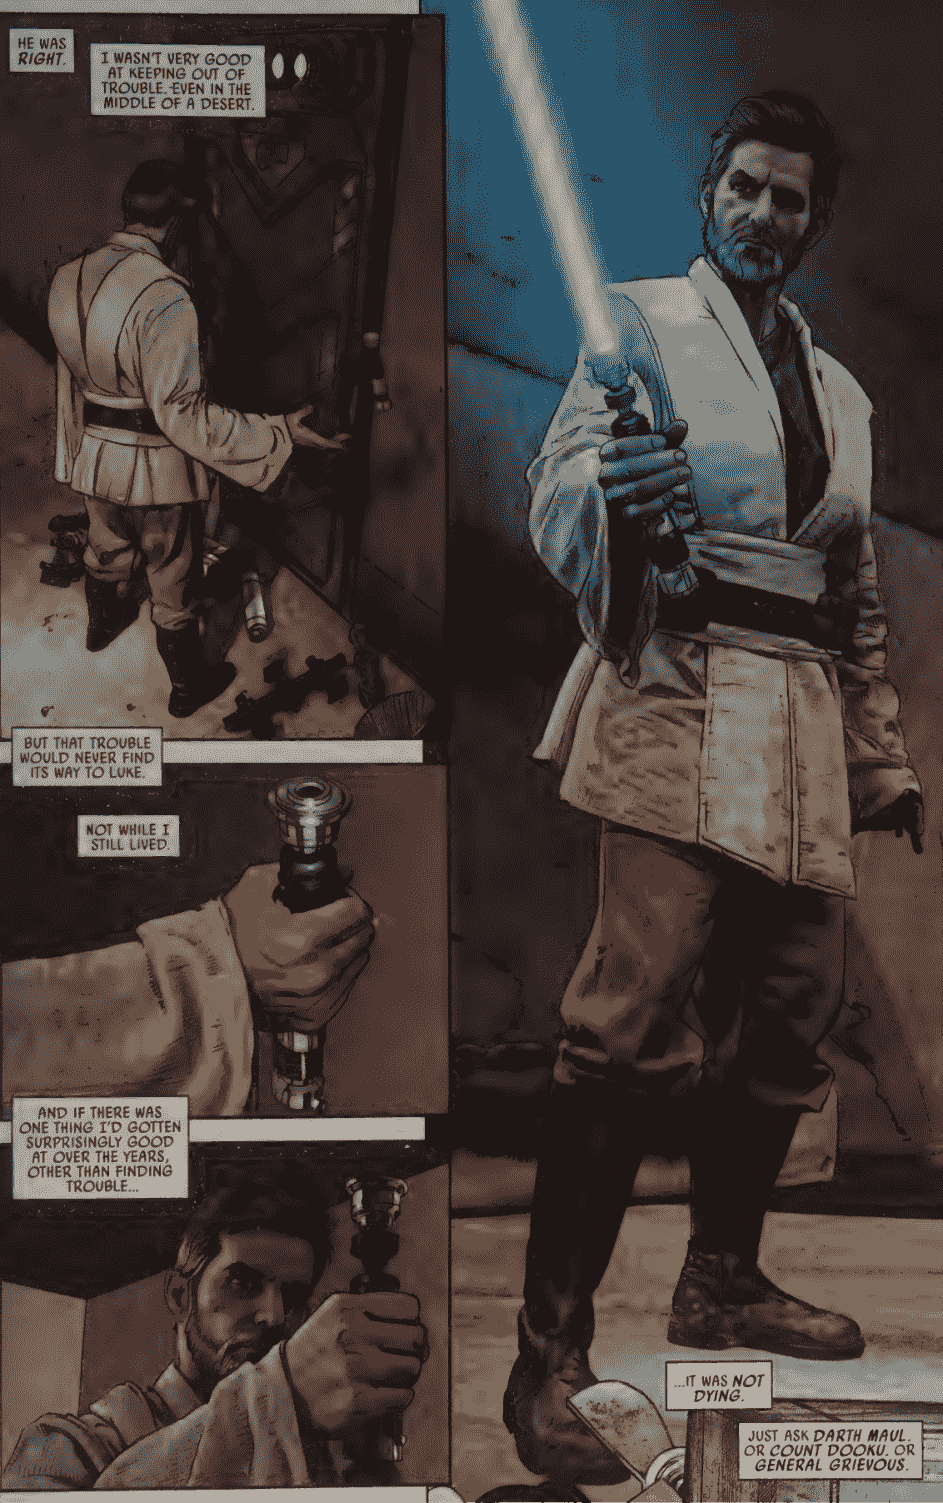 HE WAS
RIGHT.
I WASN'T VERY GOOD
AT KEEPING OUT OF
TROUBLE. EVEN IN THE
MIDDLE OF A DESERT.
BUT THAT TROUBLE
WOULD NEVER FIND
ITS WAY TO LUKE.
NOT WHILE I
STILL LIVED.
AND IF THERE WAS
ONE THING I'D GOTTEN
SURPRISINGLY GOOD
AT OVER THE YEARS,
OTHER THAN FINDING
TROUBLE...
...IT WAS NOT
DYING.
JUST ASK DARTH MAUL.
OR COUNT DOOKU. OR
GENERAL GRIEVOUS.